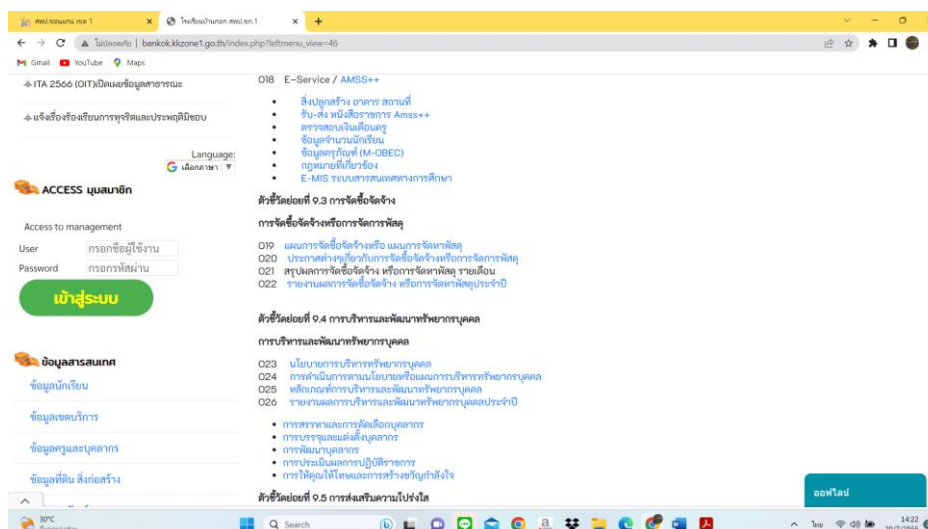 สพป.ขอนแก่น เขต 1
โรงเรียนบ้านกอก สพป.ขก.1
ไม่ปลอดภัย | bankok.kkzone1.go.th/index.php?leftmenu_view=46
Gmail YouTube Maps
ITA 2566 (OIT)เปิดเผยข้อมูลสาธารณะ
แจ้งเรื่องร้องเรียนการทุจริตและประพฤติมิชอบ
Language:
เลือกภาษา ▼
ACCESS มุมสมาชิก
Access to management
User กรอกชื่อผู้ใช้งาน
Password กรอกรหัสผ่าน
เข้าสู่ระบบ
ข้อมูลสารสนเทศ
ข้อมูลนักเรียน
ข้อมูลเขตบริการ
ข้อมูลครูและบุคลากร
ข้อมูลที่ดิน สิ่งก่อสร้าง
O18 E-Service / AMSS++
• สิ่งปลูกสร้าง อาคาร สถานที่
• รับ-ส่ง หนังสือราชการ Amss++
• ตรวจสอบเงินเดือนครู
• ข้อมูลจำนวนนักเรียน
• ข้อมูลครุภัณฑ์ (M-OBEC)
• กฎหมายที่เกี่ยวข้อง
• E-MIS ระบบสารสนเทศทางการศึกษา
ตัวชี้วัดย่อยที่ 9.3 การจัดซื้อจัดจ้าง
การจัดซื้อจัดจ้างหรือการจัดการพัสดุ
O19 แผนการจัดซื้อจัดจ้างหรือ แผนการจัดหาพัสดุ
O20 ประกาศต่างๆเกี่ยวกับการจัดซื้อจัดจ้างหรือการจัดการพัสดุ
O21 สรุปผลการจัดซื้อจัดจ้าง หรือการจัดหาพัสดุ รายเดือน
O22 รายงานผลการจัดซื้อจัดจ้าง หรือการจัดหาพัสดุประจำปี
ตัวชี้วัดย่อยที่ 9.4 การบริหารและพัฒนาทรัพยากรบุคคล
การบริหารและพัฒนาทรัพยากรบุคคล
O23 นโยบายการบริหารทรัพยากรบุคคล
O24 การดำเนินการตามนโยบายหรือแผนการบริหารทรัพยากรบุคคล
O25 หลักเกณฑ์การบริหารและพัฒนาทรัพยากรบุคคล
O26 รายงานผลการบริหารและพัฒนาทรัพยากรบุคคลประจำปี
• การสรรหาและการคัดเลือกบุคลากร
• การบรรจุและแต่งตั้งบุคลากร
• การพัฒนาบุคลากร
• การประเมินผลการปฏิบัติราชการ
• การให้คุณให้โทษและการสร้างขวัญกำลังใจ
ตัวชี้วัดย่อยที่ 9.5 การส่งเสริมความโปร่งใส
ออฟไลน์
30°C
Search
ไทย
14:22
20/7/2566